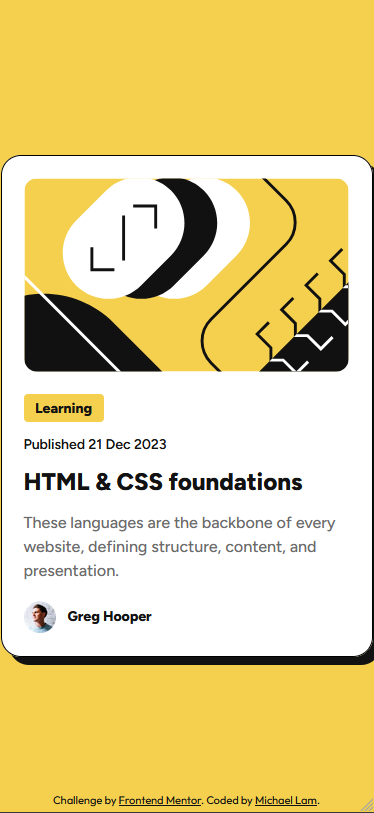 Learning
Published 21 Dec 2023
HTML & CSS foundations
These languages are the backbone of every
website, defining structure, content, and
presentation.
Greg Hooper
Challenge by Frontend Mentor. Coded by Michael Lam.